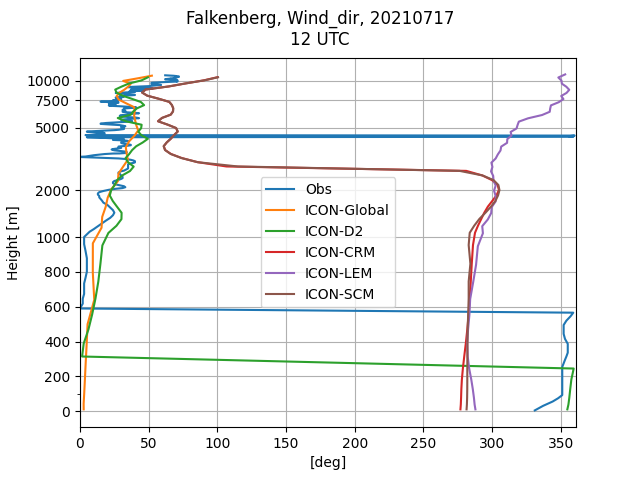 Falkenberg, Wind_dir, 20210717
12 UTC
Height [m]
10000
7500
5000
2000
1000
800
600
400
200
0
Obs
ICON-Global
ICON-D2
ICON-CRM
ICON-LEM
ICON-SCM
0 50 100 150 200 250 300 350
[deg]